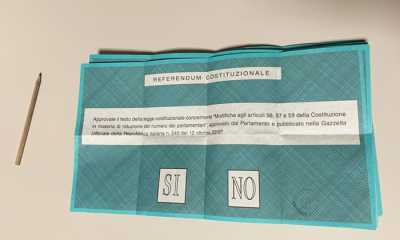 REFERENDUM COSTITUZIONALE
Approvate il testo della legge costituzionale concernente "Modifiche agli articoli 56, 57 e 59 della Costituzione
in materia di riduzione del numero dei parlamentari", approvato dal Parlamento e pubblicato nella Gazzetta
Ufficiale della Repubblica italiana n. 240 del 12 ottobre 2019?
SI NO